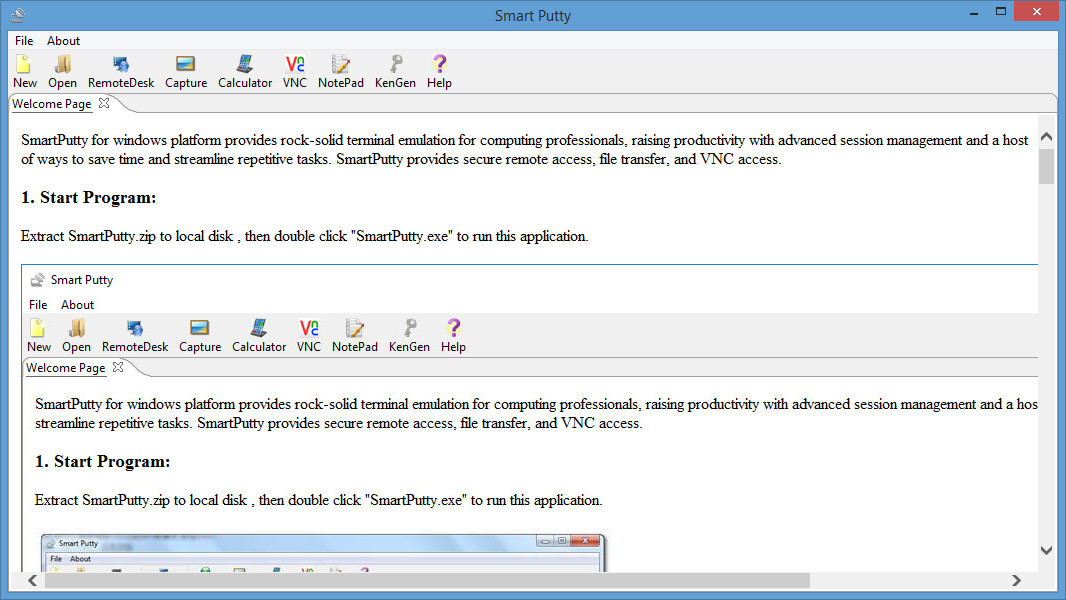 Smart Putty
File About
New Open RemoteDesk Capture Calculator VNC NotePad KenGen Help
Welcome Page
SmartPutty for windows platform provides rock-solid terminal emulation for computing professionals, raising productivity with advanced session management and a host
of ways to save time and streamline repetitive tasks. SmartPutty provides secure remote access, file transfer, and VNC access.
1. Start Program:
Extract SmartPutty.zip to local disk , then double click "SmartPutty.exe" to run this application.
Smart Putty
File About
New Open RemoteDesk Capture Calculator VNC NotePad KenGen Help
Welcome Page
SmartPutty for windows platform provides rock-solid terminal emulation for computing professionals, raising productivity with advanced session management and a hos
streamline repetitive tasks. SmartPutty provides secure remote access, file transfer, and VNC access.
1. Start Program:
Extract SmartPutty.zip to local disk , then double click "SmartPutty.exe" to run this application.
Smart Putty
File About